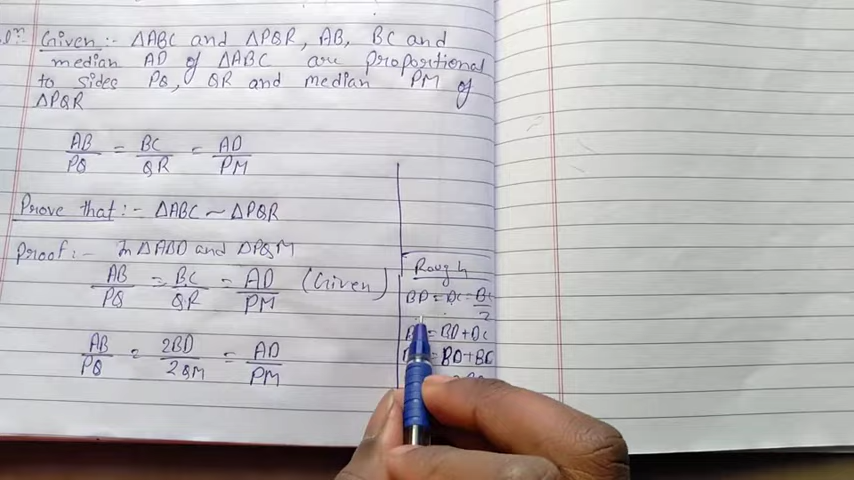 Given :- ΔABC and ΔPQR, AB, BC and
median AD of ΔABC are proportional
to sides PQ, QR and median PM of
ΔPQR
AB/PQ = BC/QR = AD/PM
Prove that :- ΔABC ~ ΔPQR
Proof :- In ΔABD and ΔPQM
AB/PQ = BC/QR = AD/PM (Given)
AB/PQ = 2BD/2QM = AD/PM
Rough
BD = DC = BC/2
= BD+DC
BD+BC